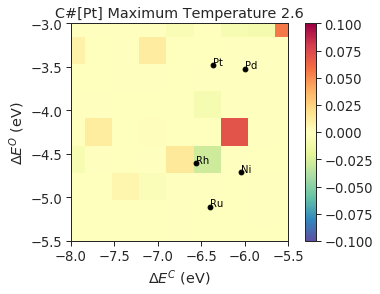 C#[Pt] Maximum Temperature 2.6
−3.0
−3.5
−4.0
−4.5
−5.0
−5.5
ΔE^O (eV)
Pt
Pd
Rh
Ni
Ru
−8.0 −7.5 −7.0 −6.5 −6.0 −5.5
ΔE^C (eV)
0.100
0.075
0.050
0.025
0.000
−0.025
−0.050
−0.075
−0.100